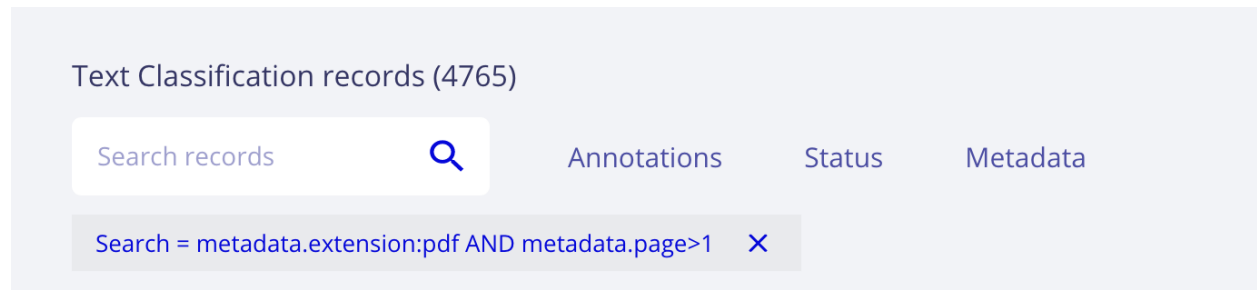 Text Classification records (4765)
Search records
Annotations
Status
Metadata
Search = metadata.extension:pdf AND metadata.page>1